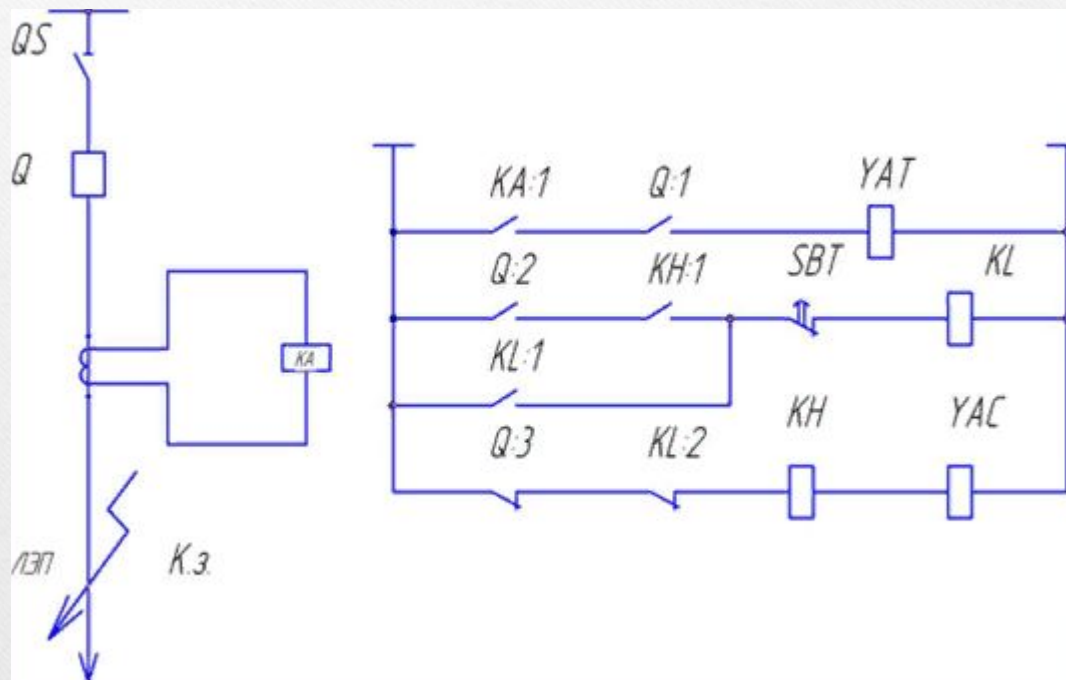 QS
Q
KA
ЛЭП
К.з.
KA:1 Q:1 YAT
Q:2 KH:1 SBT KL
KL:1
Q:3 KL:2 KH YAC